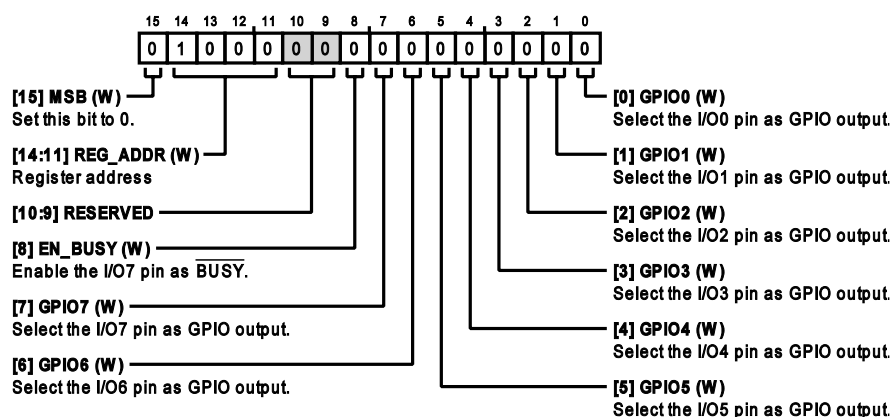 15 14 13 12 11 10 9 8 7 6 5 4 3 2 1 0
0 1 0 0 0 0 0 0 0 0 0 0 0 0 0 0
[15] MSB (W)
Set this bit to 0.
[14:11] REG_ADDR (W)
Register address
[10:9] RESERVED
[8] EN_BUSY (W)
Enable the I/O7 pin as BUSY.
[7] GPIO7 (W)
Select the I/O7 pin as GPIO output.
[6] GPIO6 (W)
Select the I/O6 pin as GPIO output.
[0] GPIO0 (W)
Select the I/O0 pin as GPIO output.
[1] GPIO1 (W)
Select the I/O1 pin as GPIO output.
[2] GPIO2 (W)
Select the I/O2 pin as GPIO output.
[3] GPIO3 (W)
Select the I/O3 pin as GPIO output.
[4] GPIO4 (W)
Select the I/O4 pin as GPIO output.
[5] GPIO5 (W)
Select the I/O5 pin as GPIO output.